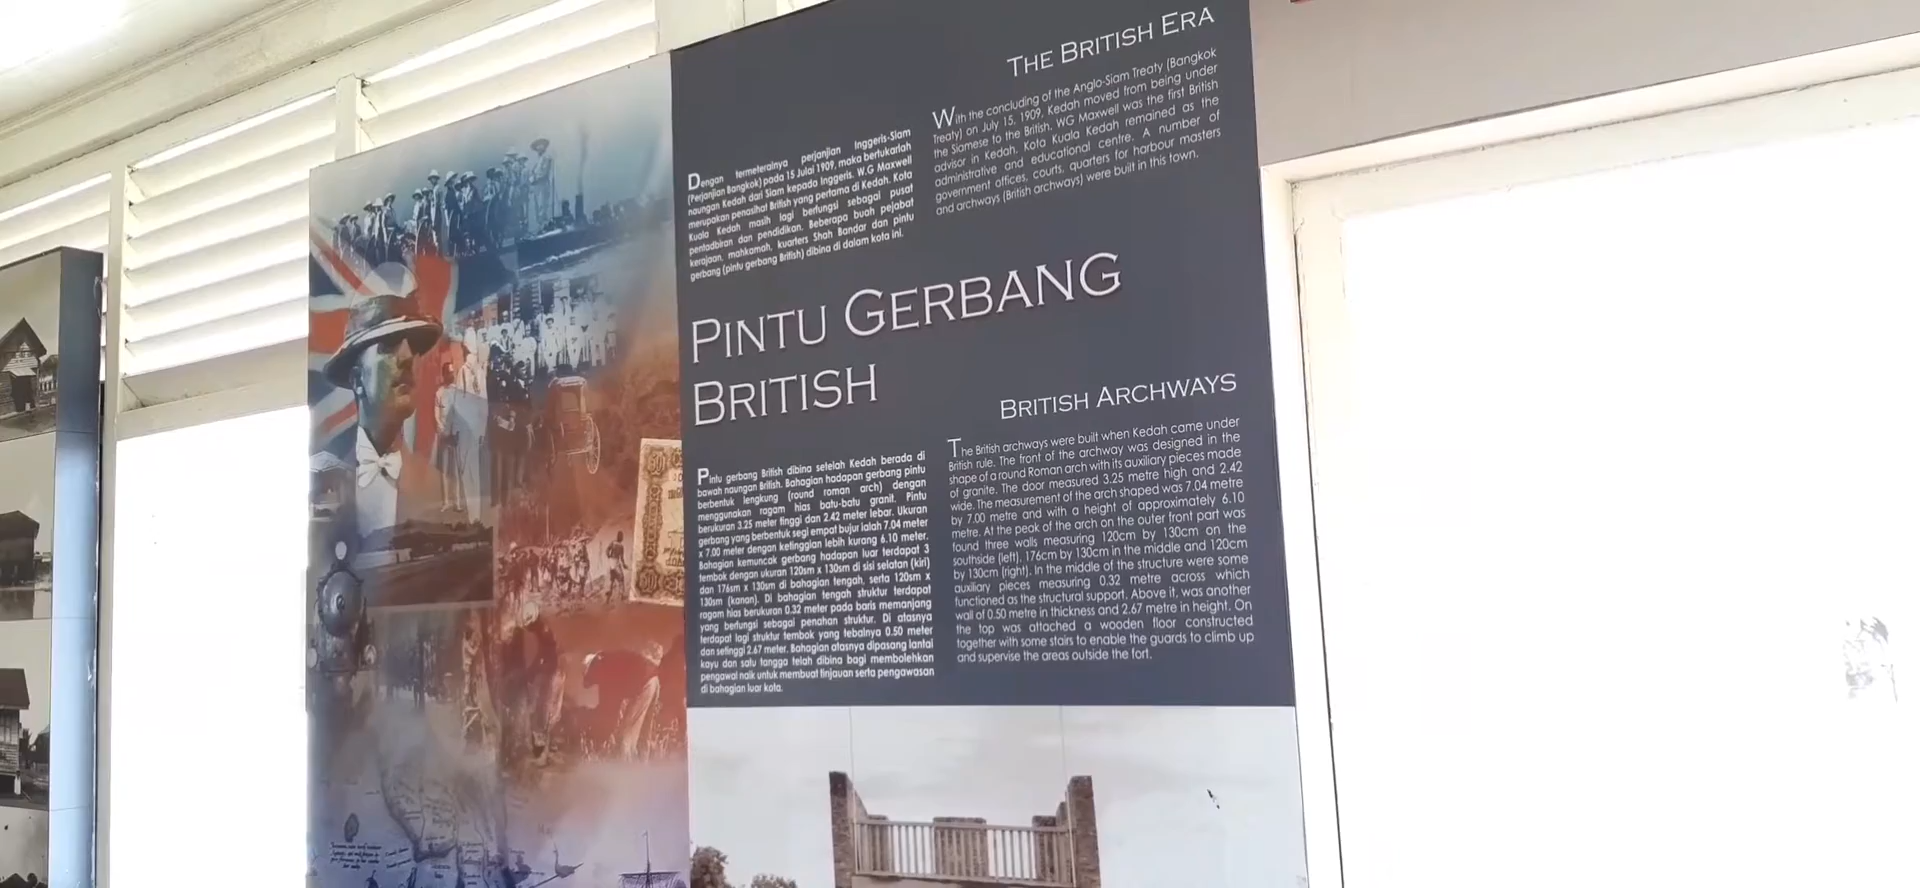 THE BRITISH ERA
Dengan termeterainya perjanjian Inggeris-Siam
(Perjanjian Bangkok) pada 15 Julai 1909, maka bertukarlah
naungan Kedah dari Siam kepada Inggeris. W.G Maxwell
merupakan penasihat British yang pertama di Kedah. Kota
Kuala Kedah masih lagi berfungsi sebagai pusat
pentadbiran dan pendidikan. Beberapa buah pejabat
kerajaan, mahkamah, kuarters Shah Bandar dan pintu
gerbang (pintu gerbang British) dibina di dalam kota ini.
With the concluding of the Anglo-Siam Treaty (Bangkok
Treaty) on July 15, 1909, Kedah moved from being under
the Siamese to the British. WG Maxwell was the first British
advisor in Kedah. Kota Kuala Kedah remained as the
administrative and educational centre. A number of
government offices, courts, quarters for harbour masters
and archways (British archways) were built in this town.
PINTU GERBANG
BRITISH
BRITISH ARCHWAYS
Pintu gerbang British dibina setelah Kedah berada di
bawah naungan British. Bahagian hadapan gerbang pintu
berbentuk lengkung (round roman arch) dengan
menggunakan ragam hias batu-batu granit. Pintu
berukuran 3.25 meter tinggi dan 2.42 meter lebar. Ukuran
gerbang yang berbentuk segi empat bujur ialah 7.04 meter
x 7.00 meter dengan ketinggian lebih kurang 6.10 meter.
Bahagian kemuncak gerbang hadapan luar terdapat 3
tembok dengan ukuran 120sm x 130sm di sisi selatan (kiri)
dan 176sm x 130sm di bahagian tengah, serta 120sm x
130sm (kanan). Di bahagian tengah struktur terdapat
ragam hias berukuran 0.32 meter pada baris memanjang
yang berfungsi sebagai penahan struktur. Di atasnya
terdapat lagi struktur tembok yang tebalnya 0.50 meter
dan setinggi 2.67 meter. Bahagian atasnya dipasang lantai
kayu dan satu tangga telah dibina bagi membolehkan
pengawal naik untuk membuat tinjauan serta pengawasan
di bahagian luar kota.
The British archways were built when Kedah came under
British rule. The front of the archway was designed in the
shape of a round Roman arch with its auxiliary pieces made
of granite. The door measured 3.25 metre high and 2.42
wide. The measurement of the arch shaped was 7.04 metre
by 7.00 metre and with a height of approximately 6.10
metre. At the peak of the arch on the outer front part was
found three walls measuring 120cm by 130cm on the
southside (left), 176cm by 130cm in the middle and 120cm
by 130cm (right). In the middle of the structure were some
auxiliary pieces measuring 0.32 metre across which
functioned as the structural support. Above it, was another
wall of 0.50 metre in thickness and 2.67 metre in height. On
the top was attached a wooden floor constructed
together with some stairs to enable the guards to climb up
and supervise the areas outside the fort.
50